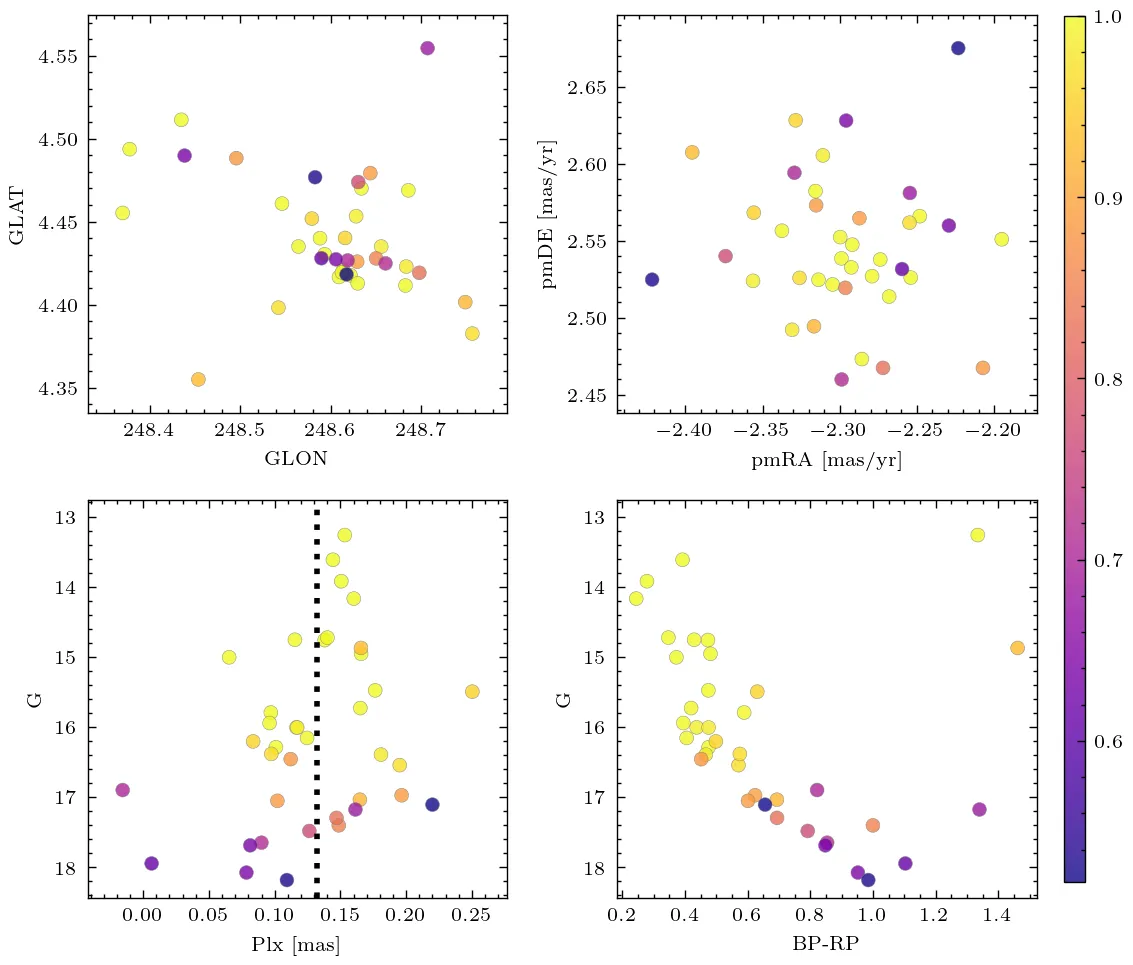 4.55
4.50
4.45
4.40
4.35
GLAT
248.4 248.5 248.6 248.7
GLON
2.65
2.60
2.55
2.50
2.45
pmDE [mas/yr]
−2.40 −2.35 −2.30 −2.25 −2.20
pmRA [mas/yr]
1.0
0.9
0.8
0.7
0.6
13
14
15
16
17
18
G
0.00 0.05 0.10 0.15 0.20 0.25
Plx [mas]
13
14
15
16
17
18
G
0.2 0.4 0.6 0.8 1.0 1.2 1.4
BP-RP